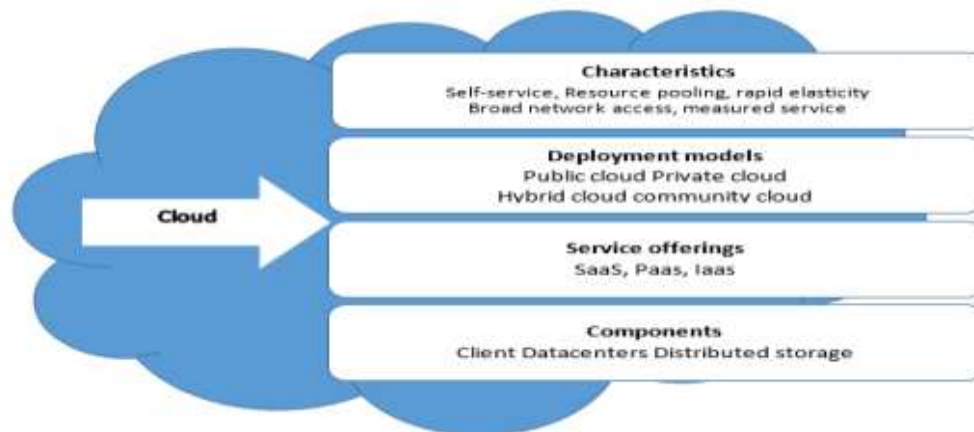 Characteristics
Self-service, Resource pooling, rapid elasticity
Broad network access, measured service
Deployment models
Public cloud Private cloud
Hybrid cloud community cloud
Cloud
Service offerings
SaaS, Paas, Iaas
Components
Client Datacenters Distributed storage